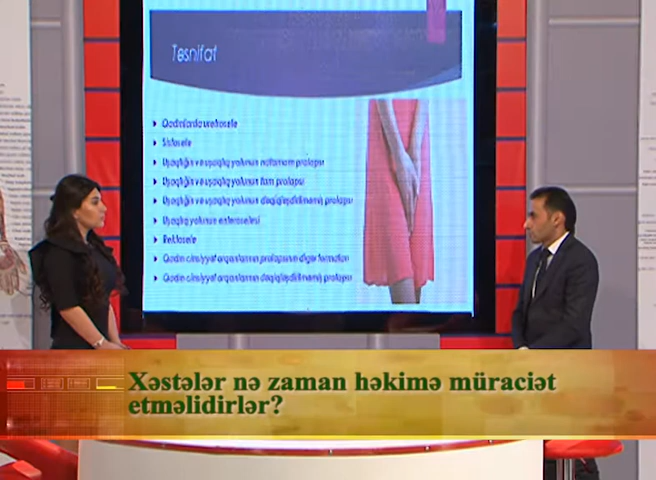 Təsnifat
Qadınlarda uretrosele
Sistosele
Uşaqlığın və uşaqlıq yolunun natamam prolapsı
Uşaqlığın və uşaqlıq yolunun tam prolapsı
Uşaqlığın və uşaqlıq yolunun dəqiqləşdirilməmiş prolapsı
Uşaqlıq yolunun enteroselesi
Rektosele
Qadın cinsiyyət orqanlarının prolapsının digər formaları
Qadın cinsiyyət orqanlarının dəqiqləşdirilməmiş prolapsı
Xəstələr nə zaman həkimə müraciət
etməlidirlər?